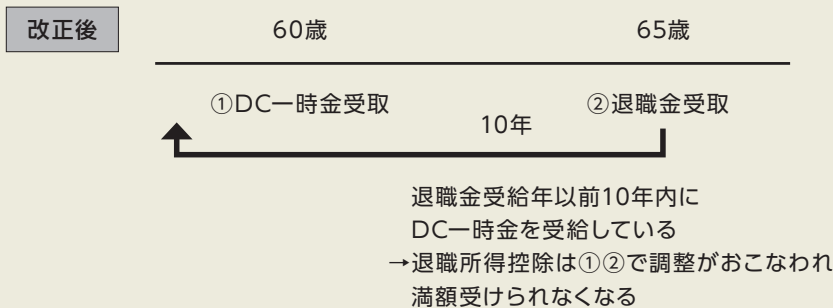 改正後
60歳 65歳
①DC一時金受取 ②退職金受取
10年
退職金受給年以前10年内に
DC一時金を受給している
→退職所得控除は①②で調整がおこなわれ
満額受けられなくなる